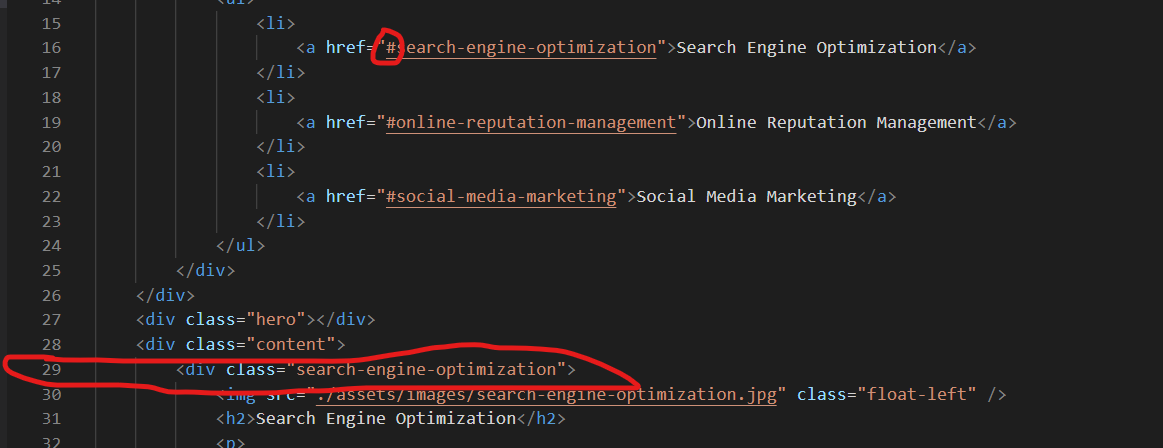 14 <ul>
15 <li>
16 <a href="#search-engine-optimization">Search Engine Optimization</a>
17 </li>
18 <li>
19 <a href="#online-reputation-management">Online Reputation Management</a>
20 </li>
21 <li>
22 <a href="#social-media-marketing">Social Media Marketing</a>
23 </li>
24 </ul>
25 </div>
26 </div>
27 <div class="hero"></div>
28 <div class="content">
29 <div class="search-engine-optimization">
30 <img src="./assets/images/search-engine-optimization.jpg" class="float-left" />
31 <h2>Search Engine Optimization</h2>
32 <p>